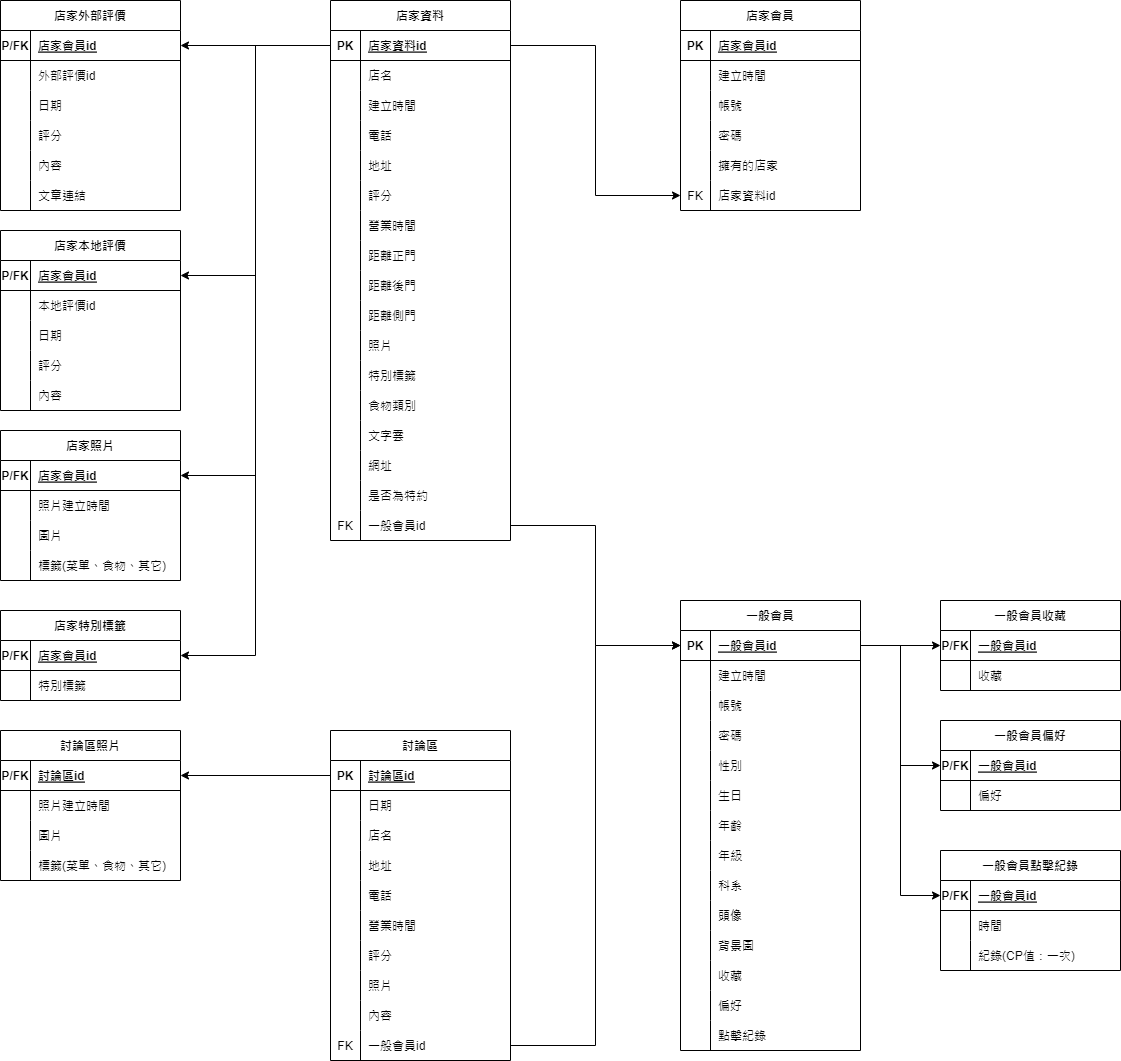 店家外部評價
P/FK 店家會員id
外部評價id
日期
評分
內容
文章連結
店家本地評價
P/FK 店家會員id
本地評價id
日期
評分
內容
店家照片
P/FK 店家會員id
照片建立時間
圖片
標籤(菜單、食物、其它)
店家特別標籤
P/FK 店家會員id
特別標籤
討論區照片
P/FK 討論區id
照片建立時間
圖片
標籤(菜單、食物、其它)
店家資料
PK 店家資料id
店名
建立時間
電話
地址
評分
營業時間
距離正門
距離後門
距離側門
照片
特別標籤
食物類別
文字雲
網址
是否為特約
FK 一般會員id
討論區
PK 討論區id
日期
店名
地址
電話
營業時間
評分
照片
內容
FK 一般會員id
店家會員
PK 店家會員id
建立時間
帳號
密碼
擁有的店家
FK 店家資料id
一般會員
PK 一般會員id
建立時間
帳號
密碼
性別
生日
年齡
年級
科系
頭像
背景圖
收藏
偏好
點擊紀錄
一般會員收藏
P/FK 一般會員id
收藏
一般會員偏好
P/FK 一般會員id
偏好
一般會員點擊紀錄
P/FK 一般會員id
時間
紀錄(CP值：一次)